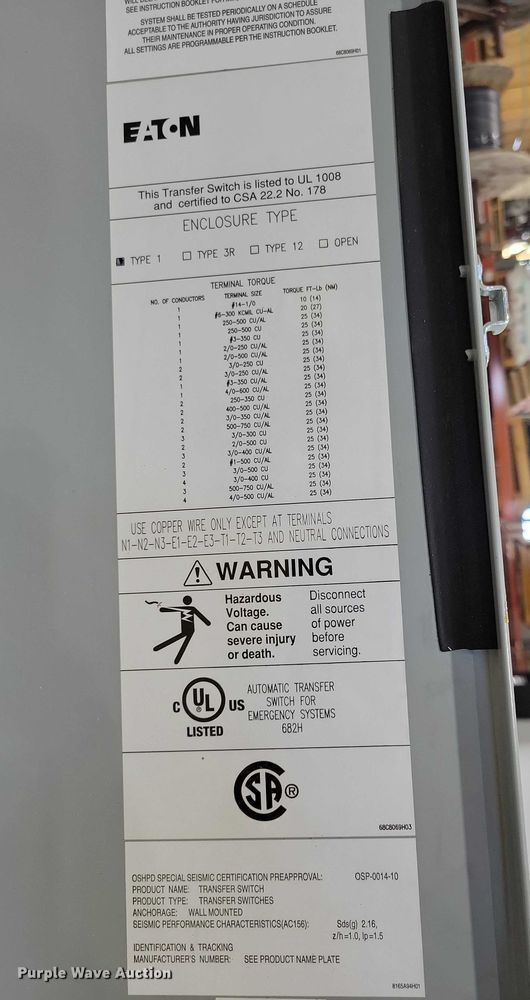 SEE INSTRUCTION BOOKLET
SYSTEM SHALL BE TESTED PERIODICALLY ON A SCHEDULE
ACCEPTABLE TO THE AUTHORITY HAVING JURISDICTION TO ASSURE
THEIR MAINTENANCE IN PROPER OPERATING CONDITION.
ALL SETTINGS ARE PROGRAMMABLE PER THE INSTRUCTION BOOKLET.
68C8069H01
EATON
This Transfer Switch is listed to UL 1008
and certified to CSA 22.2 No. 178
ENCLOSURE TYPE
TYPE 1 TYPE 3R TYPE 12 OPEN
TERMINAL TORQUE
NO. OF CONDUCTORS TERMINAL SIZE TORQUE FT-Lb (NM)
1 #14-1/0 10 (14)
1 #6-300 KCMIL CU-AL 20 (27)
1 250-500 CU/AL 25 (34)
1 250-500 CU 25 (34)
1 #3-350 CU 25 (34)
1 2/0-250 CU/AL 25 (34)
1 2/0-500 CU/AL 25 (34)
2 3/0-250 CU 25 (34)
2 3/0-250 CU/AL 25 (34)
1 #3-350 CU/AL 25 (34)
1 4/0-600 CU/AL 25 (34)
2 250-350 CU 25 (34)
2 400-500 CU/AL 25 (34)
2 3/0-350 CU/AL 25 (34)
2 500-750 CU/AL 25 (34)
3 3/0-300 CU 25 (34)
2 2/0-500 CU 25 (34)
3 3/0-400 CU/AL 25 (34)
2 #1-500 CU/AL 25 (34)
3 3/0-500 CU 25 (34)
4 3/0-400 CU 25 (34)
3 500-750 CU/AL 25 (34)
4 4/0-500 CU/AL 25 (34)
USE COPPER WIRE ONLY EXCEPT AT TERMINALS
N1-N2-N3-E1-E2-E3-T1-T2-T3 AND NEUTRAL CONNECTIONS
WARNING
Hazardous
Voltage.
Can cause
severe injury
or death.
Disconnect
all sources
of power
before
servicing.
C UL US
LISTED
AUTOMATIC TRANSFER
SWITCH FOR
EMERGENCY SYSTEMS
682H
SA ®
68C8069H03
OSHPD SPECIAL SEISMIC CERTIFICATION PREAPPROVAL: OSP-0014-10
PRODUCT NAME: TRANSFER SWITCH
PRODUCT TYPE: TRANSFER SWITCHES
ANCHORAGE: WALL MOUNTED
SEISMIC PERFORMANCE CHARACTERISTICS(AC156): Sds(g) 2.16,
z/h=1.0, Ip=1.5
IDENTIFICATION & TRACKING
MANUFACTURER'S NUMBER: SEE PRODUCT NAME PLATE
8165A94H01
Purple Wave Auction